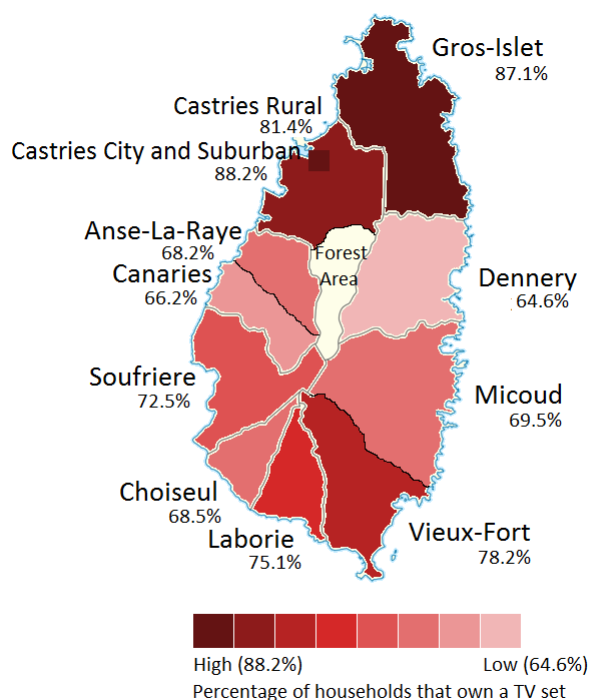 Gros-Islet
87.1%
Castries Rural
81.4%
Castries City and Suburban
88.2%
Anse-La-Raye
68.2%
Forest
Area
Canaries
66.2%
Dennery
64.6%
Soufriere
72.5%
Micoud
69.5%
Choiseul
68.5%
Laborie
75.1%
Vieux-Fort
78.2%
High (88.2%)
Low (64.6%)
Percentage of households that own a TV set